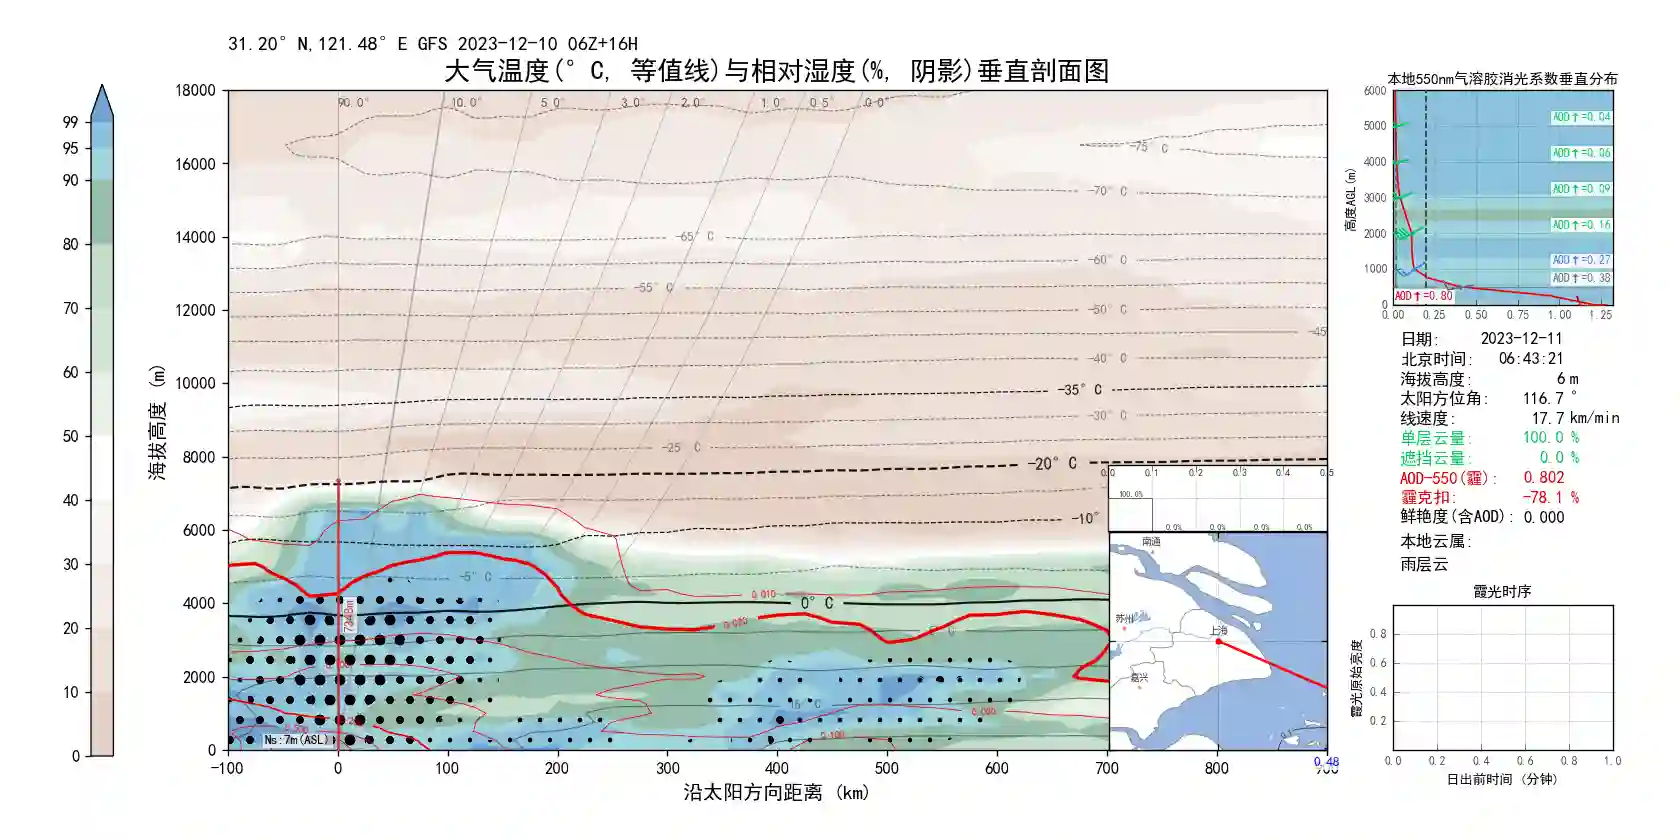 31.20° N,121.48° E GFS 2023-12-10 06Z+16H
大气温度(° C, 等值线)与相对湿度(%, 阴影)垂直剖面图
99
95
90
80
70
60
50
40
30
20
10
0
海拔高度 (m)
18000
16000
14000
12000
10000
8000
6000
4000
2000
0
90.0°
10.0°
5.0°
3.0°
2.0°
1.0°
0.5°
0.0°
-75° C
-70° C
-65° C
-60° C
-55° C
-50° C
-45
-40° C
-35° C
-30° C
-25 C
-20° C
-10°
-5° C
0° C
15 C
0.010
0.100
7348m
Ns:7m(ASL)
-100
0
100
200
300
400
500
600
700
800
900
0.48
沿太阳方向距离 (km)
0.0
0.1
0.2
0.3
0.4
0.5
100.0%
0.0%
0.0%
0.0%
0.0%
南通
苏州
上海
嘉兴
本地550nm气溶胶消光系数垂直分布
高度AGL(m)
6000
5000
4000
3000
2000
1000
0
AOD↑=0.04
AOD↑=0.06
AOD↑=0.09
AOD↑=0.16
AOD↑=0.27
AOD↑=0.38
AOD↑=0.80
0.00
0.25
0.50
0.75
1.00
1.25
日期: 2023-12-11
北京时间: 06:43:21
海拔高度: 6 m
太阳方位角: 116.7 °
线速度: 17.7 km/min
单层云量: 100.0 %
遮挡云量: 0.0 %
AOD-550(霾): 0.802
霾克扣: -78.1 %
鲜艳度(含AOD): 0.000
本地云属:
雨层云
霞光时序
霞光原始亮度
0.8
0.6
0.4
0.2
0.0
0.2
0.4
0.6
0.8
1.0
日出前时间 (分钟)